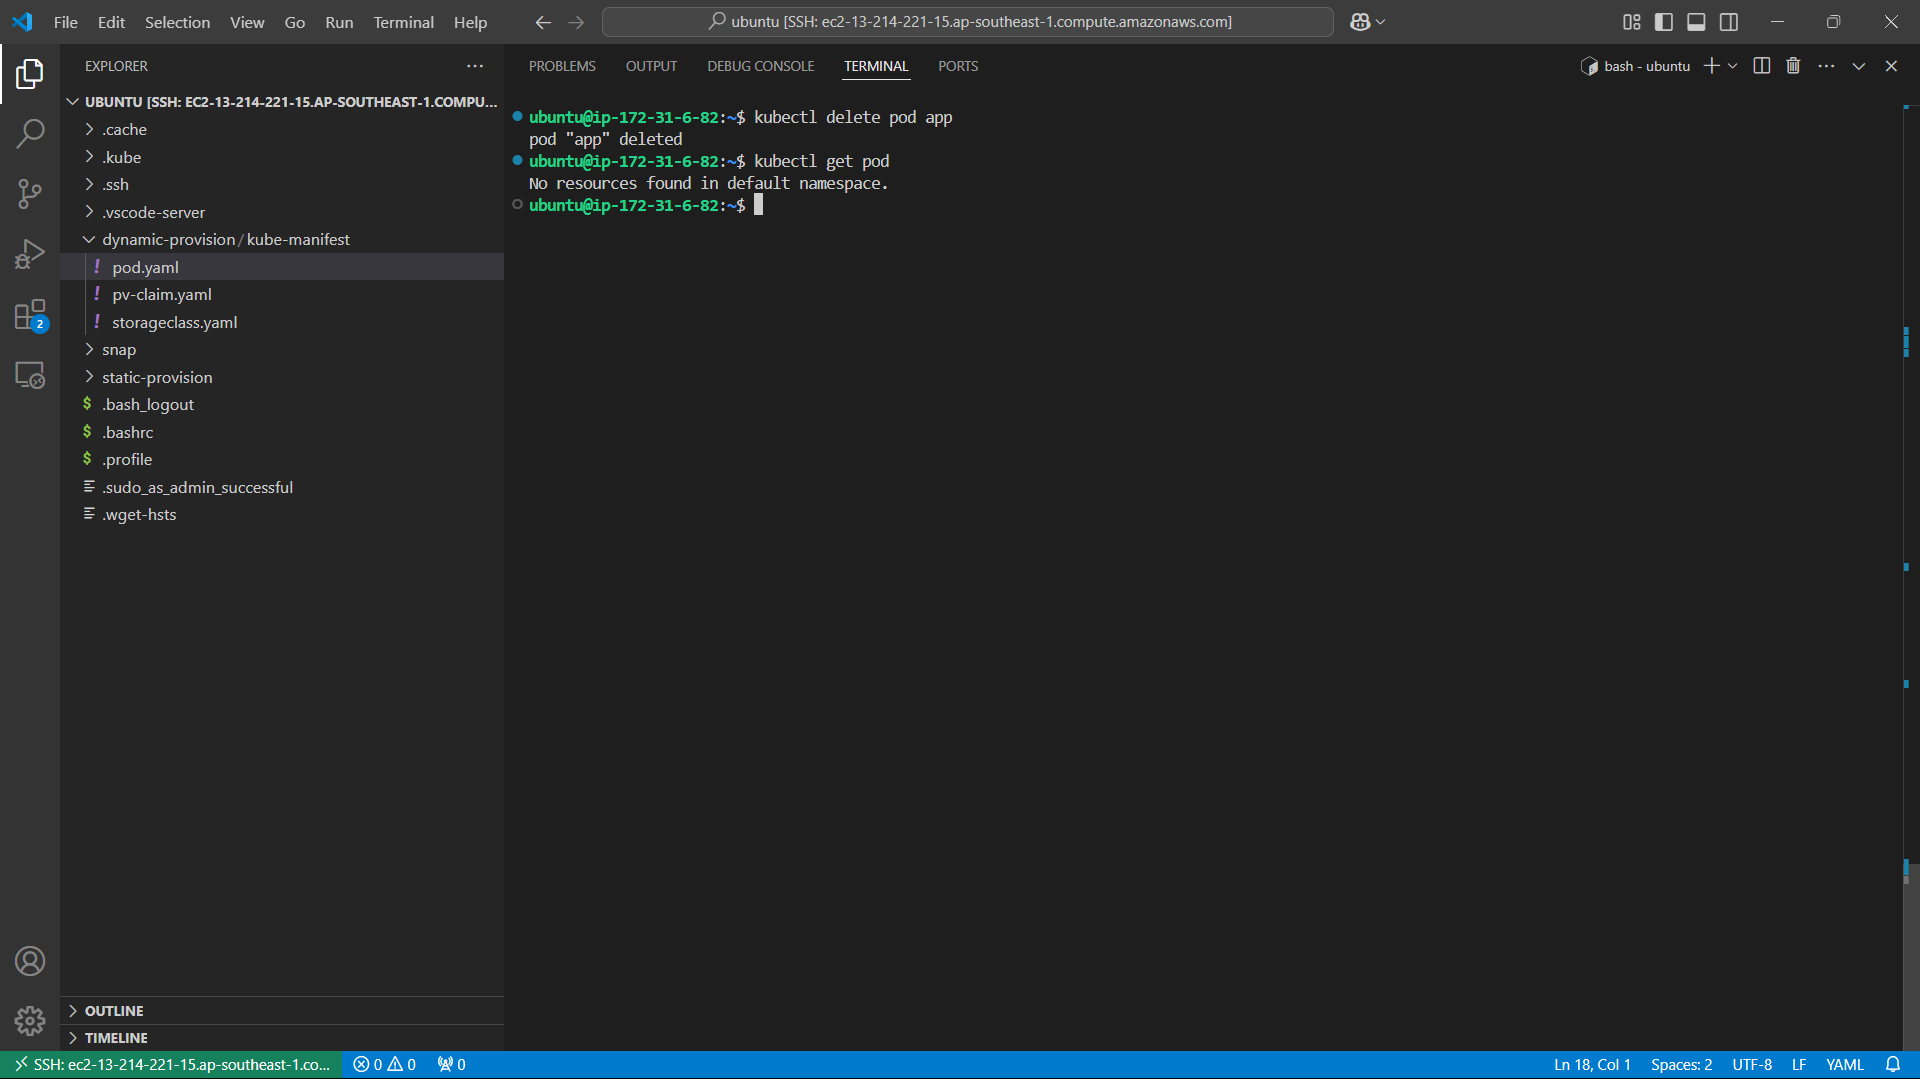 File Edit Selection View Go Run Terminal Help
ubuntu [SSH: ec2-13-214-221-15.ap-southeast-1.compute.amazonaws.com]
EXPLORER
UBUNTU [SSH: EC2-13-214-221-15.AP-SOUTHEAST-1.COMPU...
.cache
.kube
.ssh
.vscode-server
dynamic-provision/kube-manifest
! pod.yaml
! pv-claim.yaml
! storageclass.yaml
snap
static-provision
$ .bash_logout
$ .bashrc
$ .profile
.sudo_as_admin_successful
.wget-hsts
OUTLINE
TIMELINE
2
PROBLEMS OUTPUT DEBUG CONSOLE TERMINAL PORTS
bash - ubuntu
ubuntu@ip-172-31-6-82:~$ kubectl delete pod app
pod "app" deleted
ubuntu@ip-172-31-6-82:~$ kubectl get pod
No resources found in default namespace.
ubuntu@ip-172-31-6-82:~$
SSH: ec2-13-214-221-15.ap-southeast-1.co... 0 0 0
Ln 18, Col 1 Spaces: 2 UTF-8 LF YAML